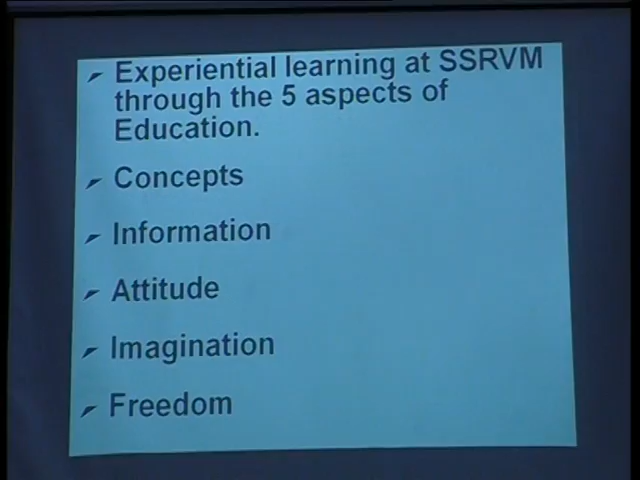 Experiential learning at SSRVM
through the 5 aspects of
Education.
Concepts
Information
Attitude
Imagination
Freedom